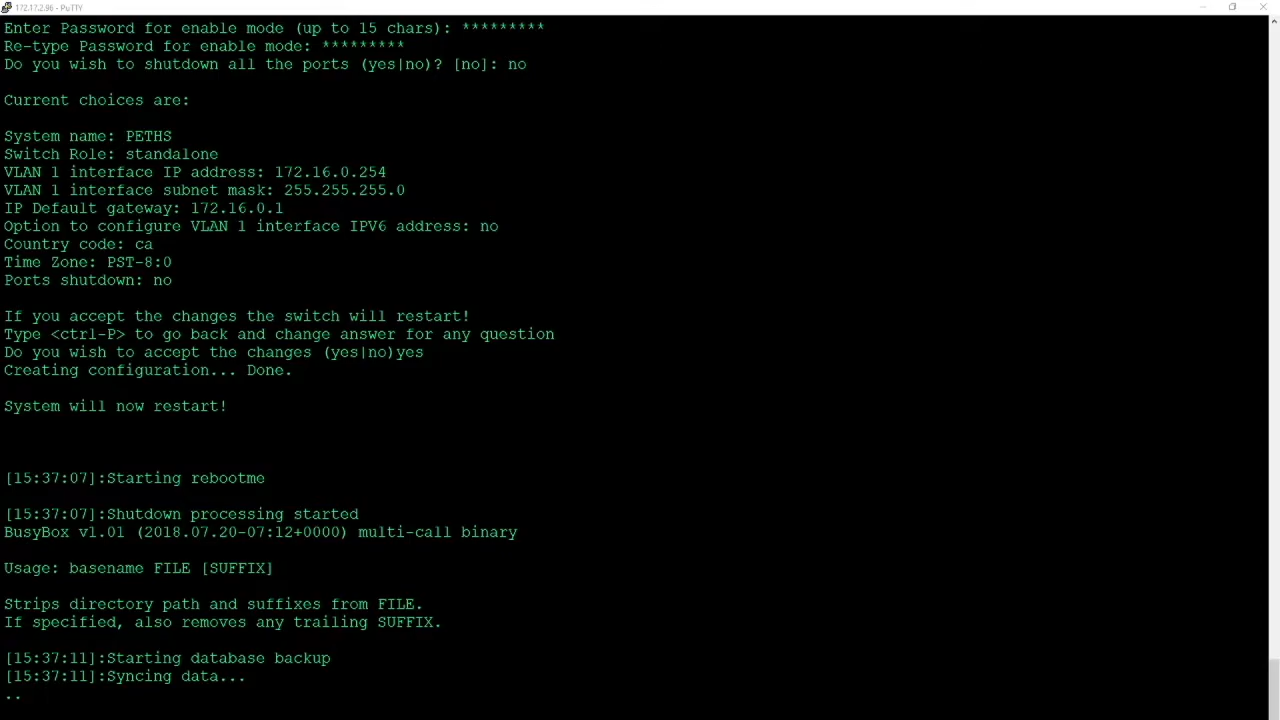 172.17.2.96 - PuTTY
Enter Password for enable mode (up to 15 chars): *********
Re-type Password for enable mode: *********
Do you wish to shutdown all the ports (yes|no)? [no]: no
Current choices are:
System name: PETHS
Switch Role: standalone
VLAN 1 interface IP address: 172.16.0.254
VLAN 1 interface subnet mask: 255.255.255.0
IP Default gateway: 172.16.0.1
Option to configure VLAN 1 interface IPV6 address: no
Country code: ca
Time Zone: PST-8:0
Ports shutdown: no
If you accept the changes the switch will restart!
Type <ctrl-P> to go back and change answer for any question
Do you wish to accept the changes (yes|no)yes
Creating configuration... Done.
System will now restart!
[15:37:07]:Starting rebootme
[15:37:07]:Shutdown processing started
BusyBox v1.01 (2018.07.20-07:12+0000) multi-call binary
Usage: basename FILE [SUFFIX]
Strips directory path and suffixes from FILE.
If specified, also removes any trailing SUFFIX.
[15:37:11]:Starting database backup
[15:37:11]:Syncing data...
..